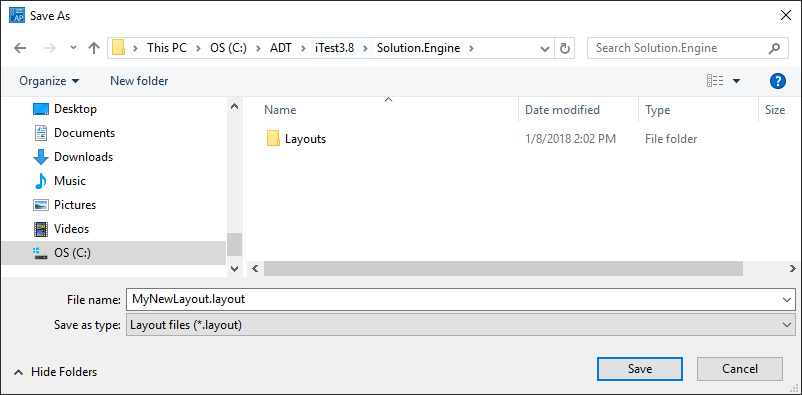 AP Save As
This PC > OS (C:) > ADT > iTest3.8 > Solution.Engine > Search Solution.Engine
Organize New folder ?
Name Date modified Type Size
Desktop
Documents
Layouts 1/8/2018 2:02 PM File folder
Downloads
Music
Pictures
Videos
OS (C:)
File name: MyNewLayout.layout
Save as type: Layout files (*.layout)
Hide Folders Save Cancel